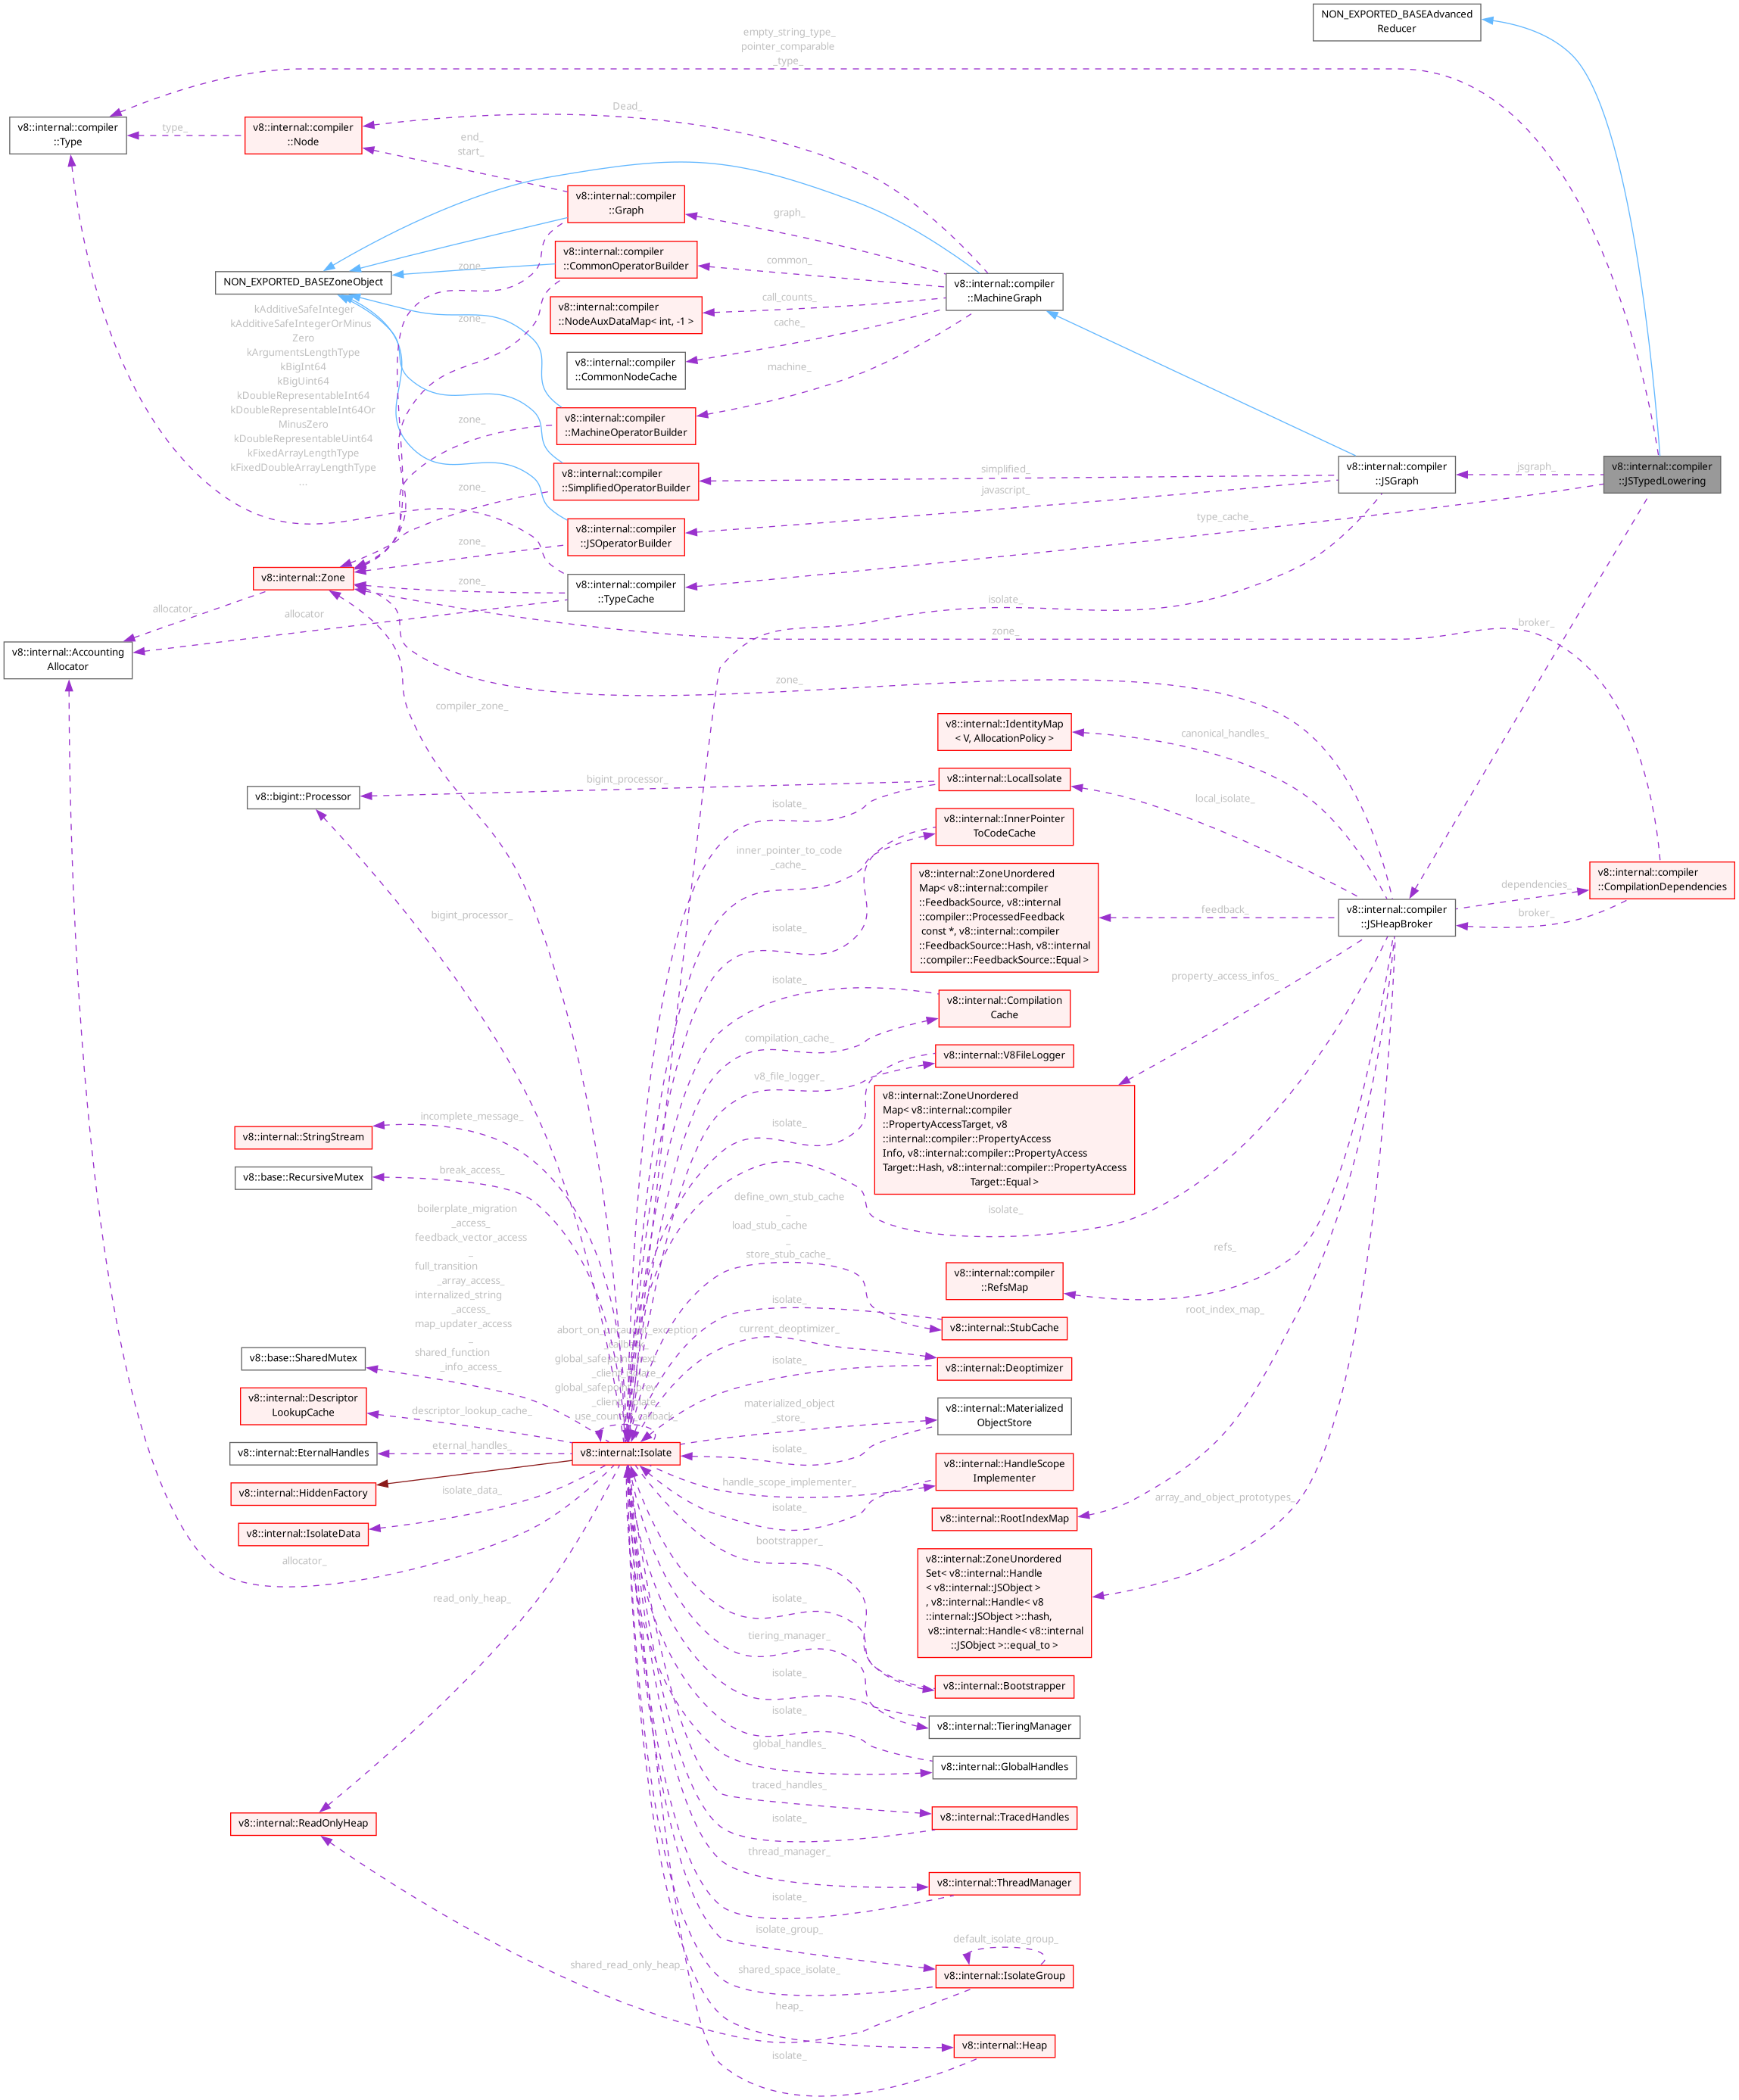 NON_EXPORTED_BASEAdvanced
Reducer
empty_string_type_
pointer_comparable
_type_
Dead_
v8::internal::compiler
::Type
type_
v8::internal::compiler
::Node
end_
start_
v8::internal::compiler
::Graph
graph_
zone_
NON_EXPORTED_BASEZoneObject
v8::internal::compiler
::CommonOperatorBuilder
common_
v8::internal::compiler
::MachineGraph
call_counts_
v8::internal::compiler
::NodeAuxDataMap< int, -1 >
zone_
cache_
v8::internal::compiler
::CommonNodeCache
machine_
v8::internal::compiler
::MachineOperatorBuilder
zone_
kAdditiveSafeInteger
kAdditiveSafeIntegerOrMinus
Zero
kArgumentsLengthType
kBigInt64
kBigUint64
kDoubleRepresentableInt64
kDoubleRepresentableInt64Or
MinusZero
kDoubleRepresentableUint64
kFixedArrayLengthType
kFixedDoubleArrayLengthType
...
v8::internal::compiler
::SimplifiedOperatorBuilder
simplified_
v8::internal::compiler
::JSGraph
jsgraph_
v8::internal::compiler
::JSTypedLowering
zone_
javascript_
v8::internal::compiler
::JSOperatorBuilder
zone_
type_cache_
v8::internal::Zone
zone_
v8::internal::compiler
::TypeCache
allocator_
allocator
isolate_
zone_
broker_
v8::internal::Accounting
Allocator
compiler_zone_
zone_
v8::internal::IdentityMap
< V, AllocationPolicy >
canonical_handles_
v8::bigint::Processor
bigint_processor_
v8::internal::LocalIsolate
local_isolate_
isolate_
v8::internal::InnerPointer
ToCodeCache
inner_pointer_to_code
_cache_
v8::internal::ZoneUnordered
Map< v8::internal::compiler
::FeedbackSource, v8::internal
::compiler::ProcessedFeedback
const *, v8::internal::compiler
::FeedbackSource::Hash, v8::internal
::compiler::FeedbackSource::Equal >
feedback_
v8::internal::compiler
::JSHeapBroker
dependencies_
broker_
v8::internal::compiler
::CompilationDependencies
bigint_processor_
isolate_
property_access_infos_
isolate_
v8::internal::Compilation
Cache
compilation_cache_
v8::internal::V8FileLogger
v8_file_logger_
isolate_
v8::internal::ZoneUnordered
Map< v8::internal::compiler
::PropertyAccessTarget, v8
::internal::compiler::PropertyAccess
Info, v8::internal::compiler::PropertyAccess
Target::Hash, v8::internal::compiler::PropertyAccess
Target::Equal >
incomplete_message_
v8::internal::StringStream
break_access_
v8::base::RecursiveMutex
isolate_
boilerplate_migration
_access_
feedback_vector_access
_
full_transition
_array_access_
internalized_string
_access_
map_updater_access
_
shared_function
_info_access_
define_own_stub_cache
_
load_stub_cache
_
store_stub_cache_
refs_
v8::internal::compiler
::RefsMap
root_index_map_
isolate_
v8::internal::StubCache
abort_on_uncaught_exception
_callback_
global_safepoint_next
_client_isolate_
global_safepoint_prev
_client_isolate_
use_counter_callback_
current_deoptimizer_
v8::internal::Deoptimizer
isolate_
v8::base::SharedMutex
v8::internal::Descriptor
LookupCache
descriptor_lookup_cache_
materialized_object
_store_
v8::internal::Materialized
ObjectStore
v8::internal::EternalHandles
eternal_handles_
v8::internal::Isolate
isolate_
v8::internal::HiddenFactory
handle_scope_implementer_
v8::internal::HandleScope
Implementer
isolate_data_
v8::internal::IsolateData
isolate_
v8::internal::RootIndexMap
array_and_object_prototypes_
bootstrapper_
allocator_
v8::internal::ZoneUnordered
Set< v8::internal::Handle
< v8::internal::JSObject >
, v8::internal::Handle< v8
::internal::JSObject >::hash,
v8::internal::Handle< v8::internal
::JSObject >::equal_to >
read_only_heap_
isolate_
tiering_manager_
isolate_
v8::internal::Bootstrapper
isolate_
v8::internal::TieringManager
global_handles_
v8::internal::GlobalHandles
traced_handles_
v8::internal::TracedHandles
isolate_
v8::internal::ReadOnlyHeap
thread_manager_
v8::internal::ThreadManager
isolate_
isolate_group_
default_isolate_group_
v8::internal::IsolateGroup
shared_read_only_heap_
shared_space_isolate_
heap_
v8::internal::Heap
isolate_